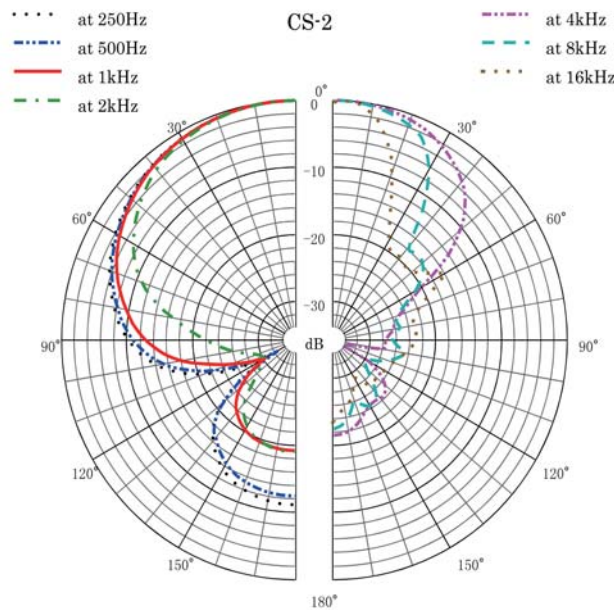 CS-2
at 250Hz
at 500Hz
at 1kHz
at 2kHz
at 4kHz
at 8kHz
at 16kHz
0°
0
30°
30°
-10
60°
60°
-20
-30
90°
dB
90°
120°
120°
150°
150°
180°